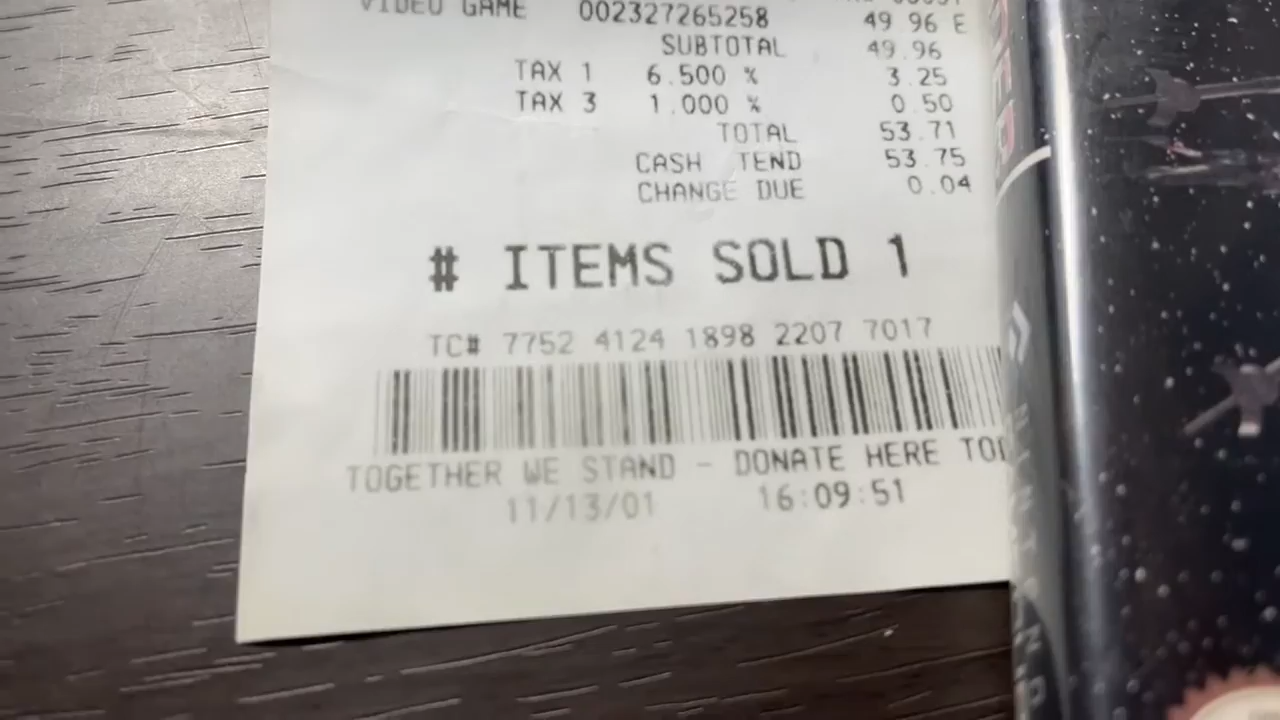 VIDEO GAME 002327265258 49.96 E
SUBTOTAL 49.96
TAX 1 6.500 % 3.25
TAX 3 1.000 % 0.50
TOTAL 53.71
CASH TEND 53.75
CHANGE DUE 0.04
# ITEMS SOLD 1
TC# 7752 4124 1898 2207 7017
TOGETHER WE STAND - DONATE HERE
11/13/01 16:09:51